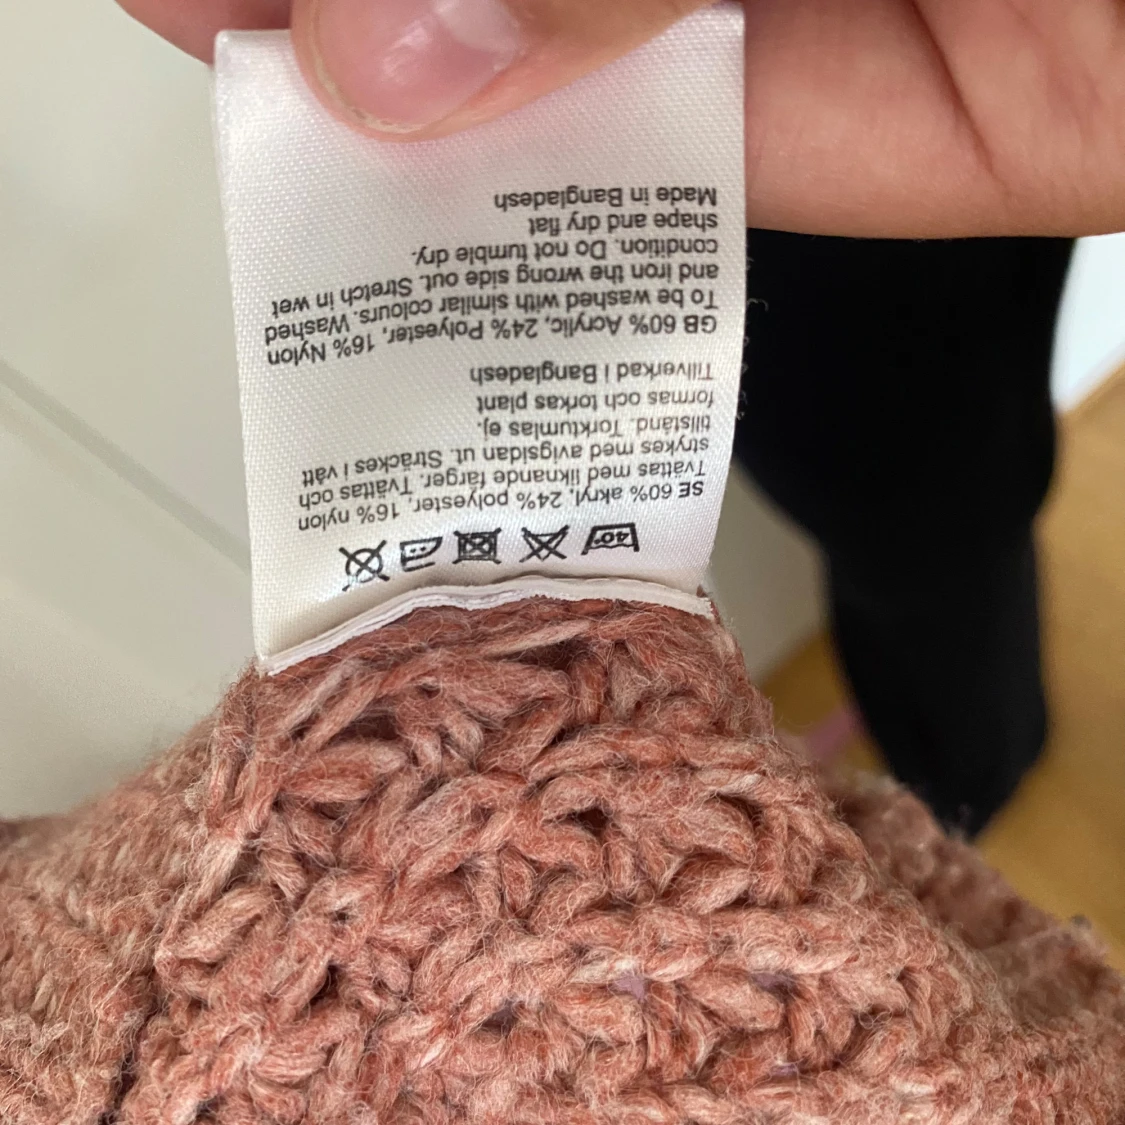 40°
SE 60% akryl, 24% polyester, 16% nylon
Tvättas med liknande färger. Tvättas och
strykes med avigsidan ut. Sträckes i vått
tillstånd. Torktumlas ej.
formas och torkas plant
Tillverkad i Bangladesh
GB 60% Acrylic, 24% Polyester, 16% Nylon
To be washed with similar colours. Washed
and iron the wrong side out. Stretch in wet
condition. Do not tumble dry.
shape and dry flat
Made in Bangladesh